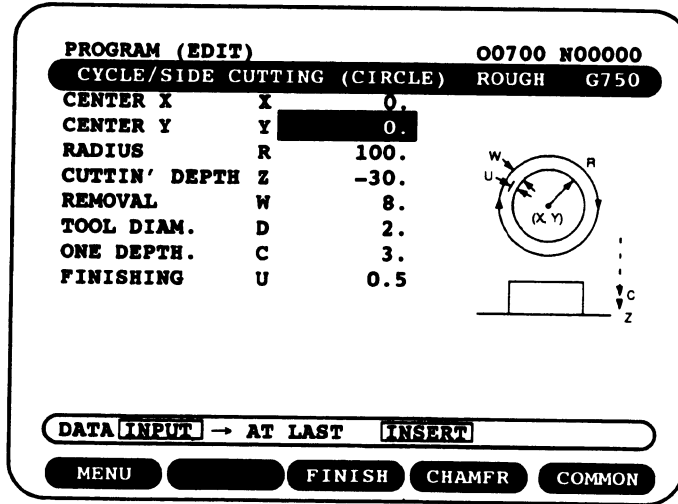 PROGRAM (EDIT) O0700 N00000
CYCLE/SIDE CUTTING (CIRCLE) ROUGH G750
CENTER X X 0.
CENTER Y Y 0.
RADIUS R 100.
CUTTIN' DEPTH Z -30.
REMOVAL W 8.
TOOL DIAM. D 2.
ONE DEPTH. C 3.
FINISHING U 0.5
W R
U
(X, Y)
C
Z
DATA INPUT → AT LAST INSERT
MENU FINISH CHAMFR COMMON